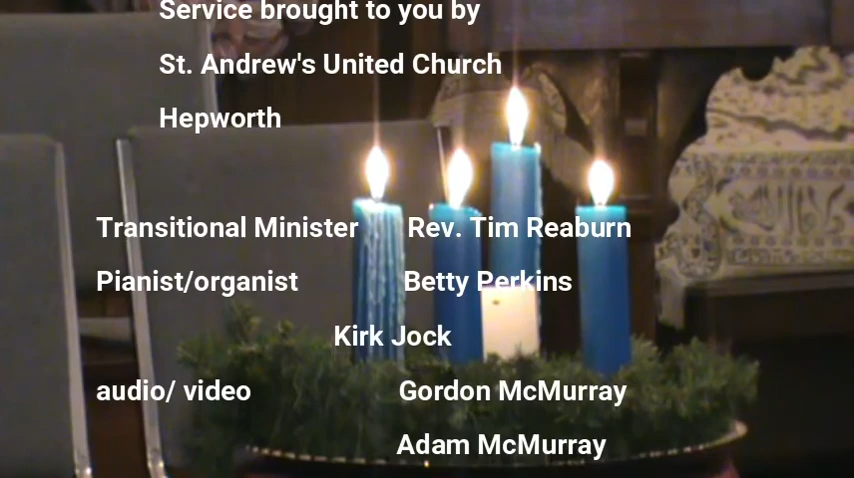 Service brought to you by
St. Andrew's United Church
Hepworth
Transitional Minister Rev. Tim Reaburn
Pianist/organist Betty Perkins
Kirk Jock
audio/ video Gordon McMurray
Adam McMurray